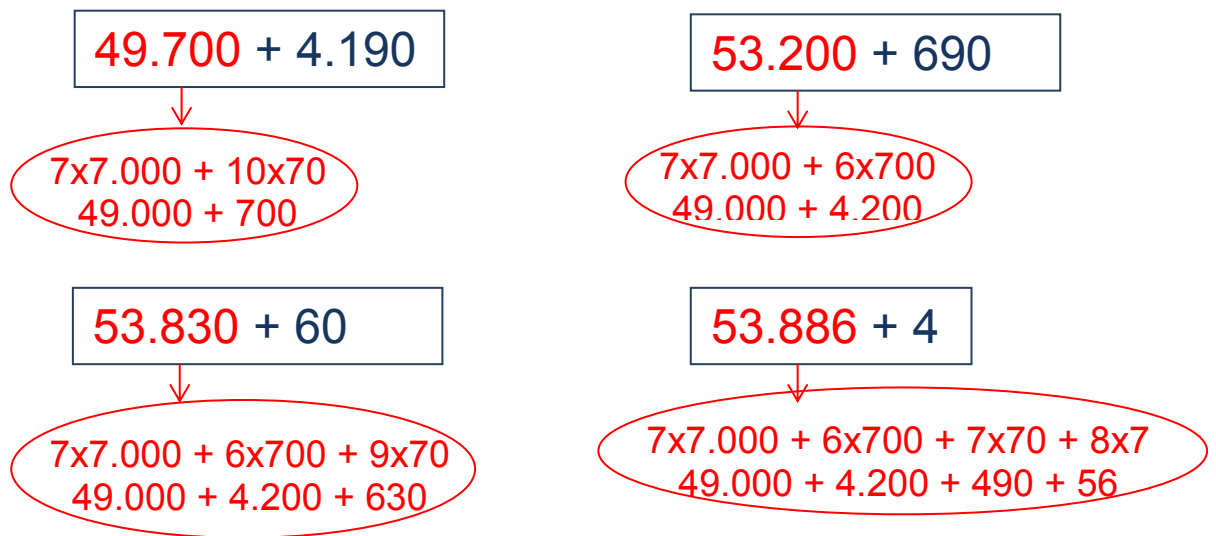 49.700 + 4.190
7x7.000 + 10x70
49.000 + 700
53.200 + 690
7x7.000 + 6x700
49.000 + 4.200
53.830 + 60
7x7.000 + 6x700 + 9x70
49.000 + 4.200 + 630
53.886 + 4
7x7.000 + 6x700 + 7x70 + 8x7
49.000 + 4.200 + 490 + 56